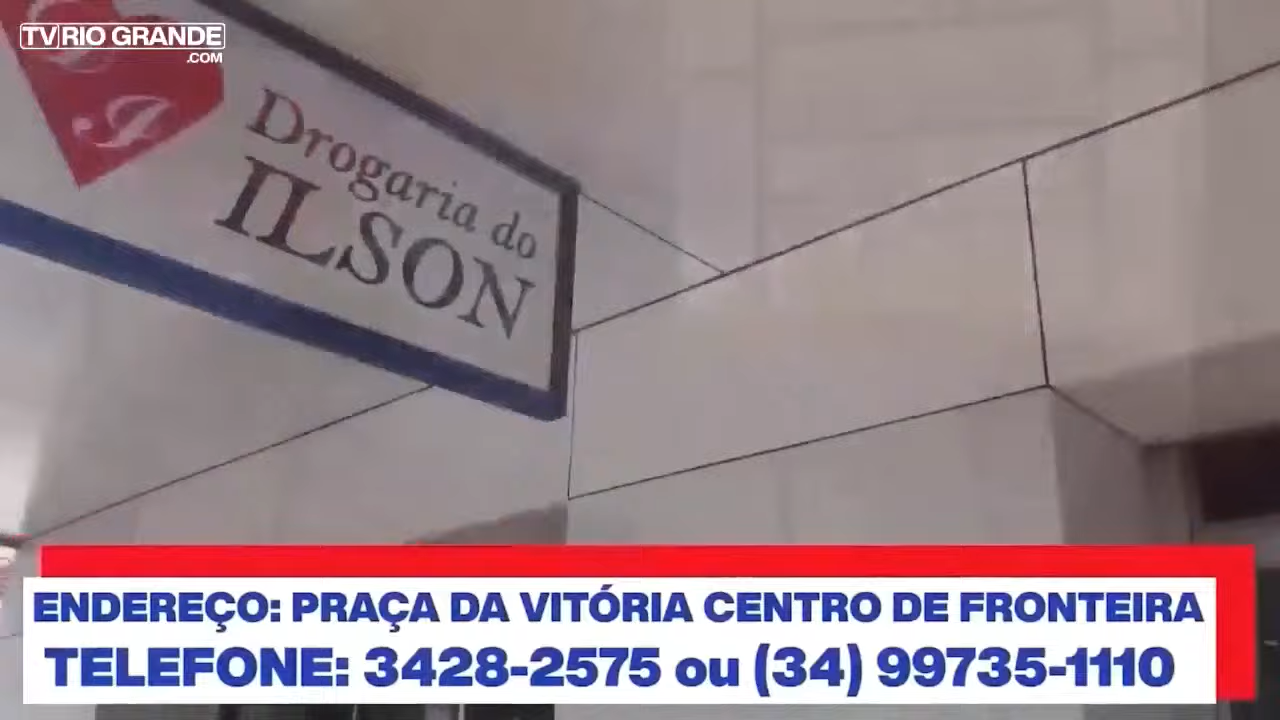 TV RIO GRANDE
.COM
Drogaria do
ILSON
ENDEREÇO: PRAÇA DA VITÓRIA CENTRO DE FRONTEIRA
TELEFONE: 3428-2575 ou (34) 99735-1110